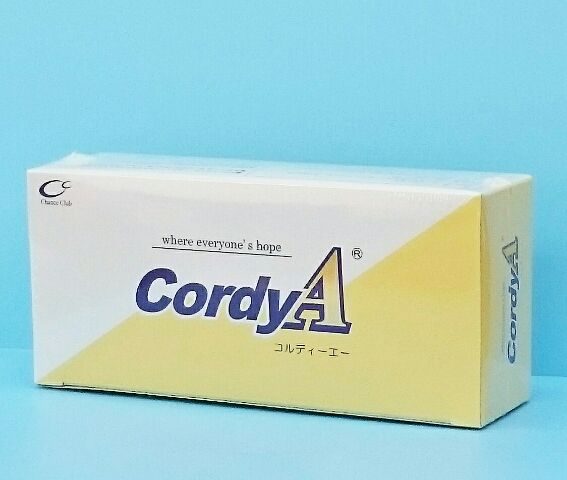 Chance Club
where everyone's hope
CordyA®
コルディーエー
CordyA